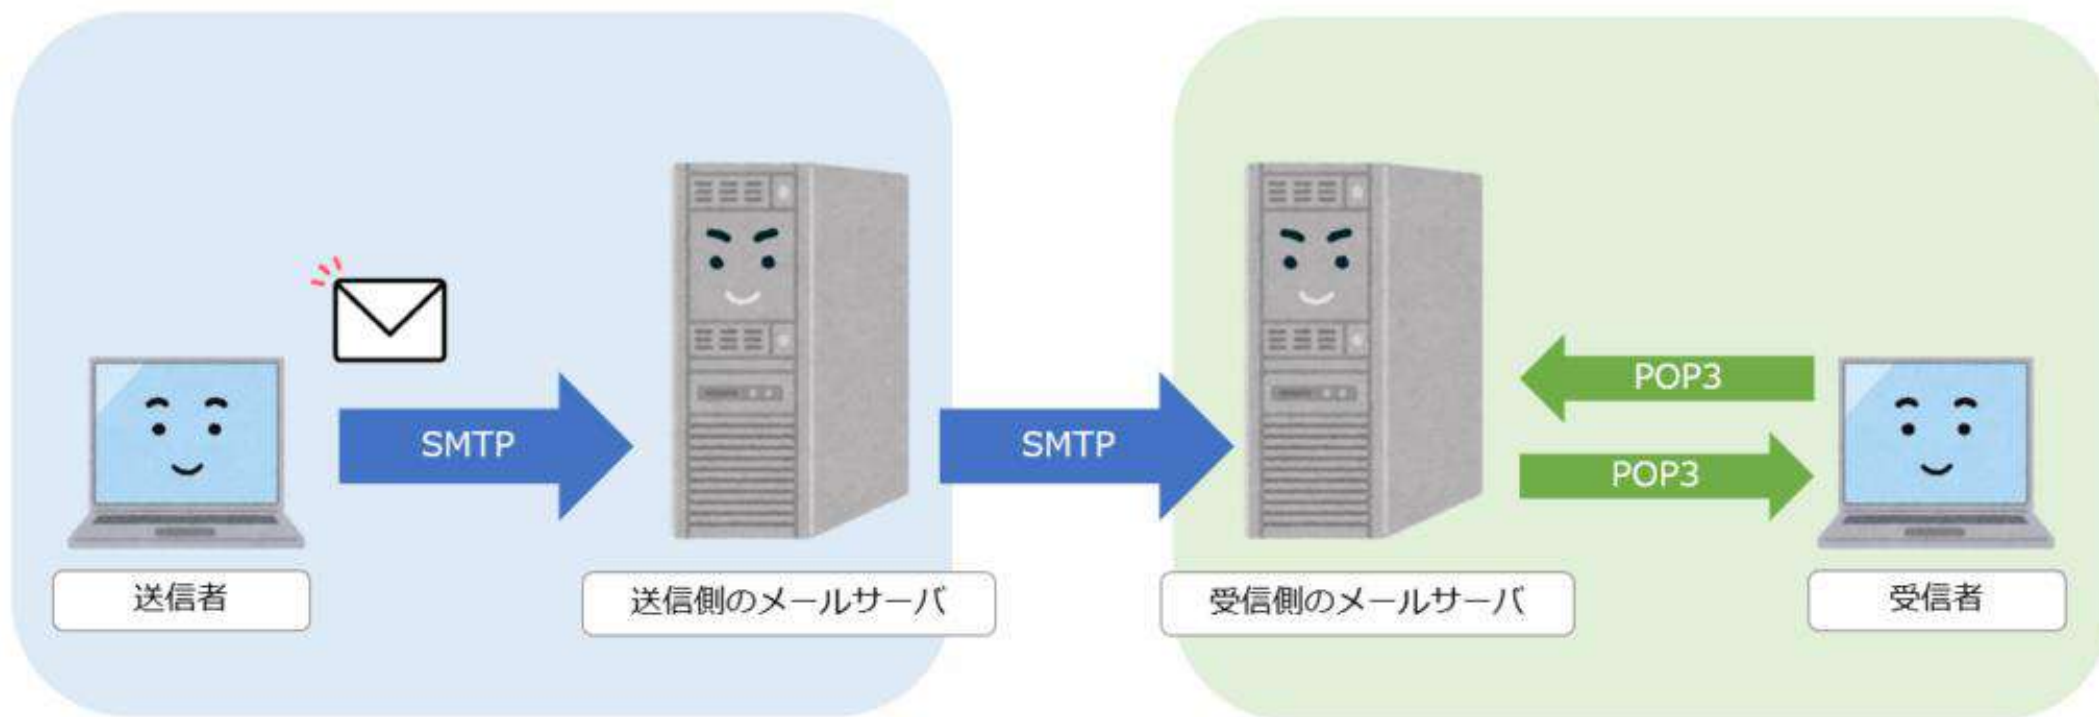 SMTP
SMTP
POP3
POP3
送信者
送信側のメールサーバ
受信側のメールサーバ
受信者